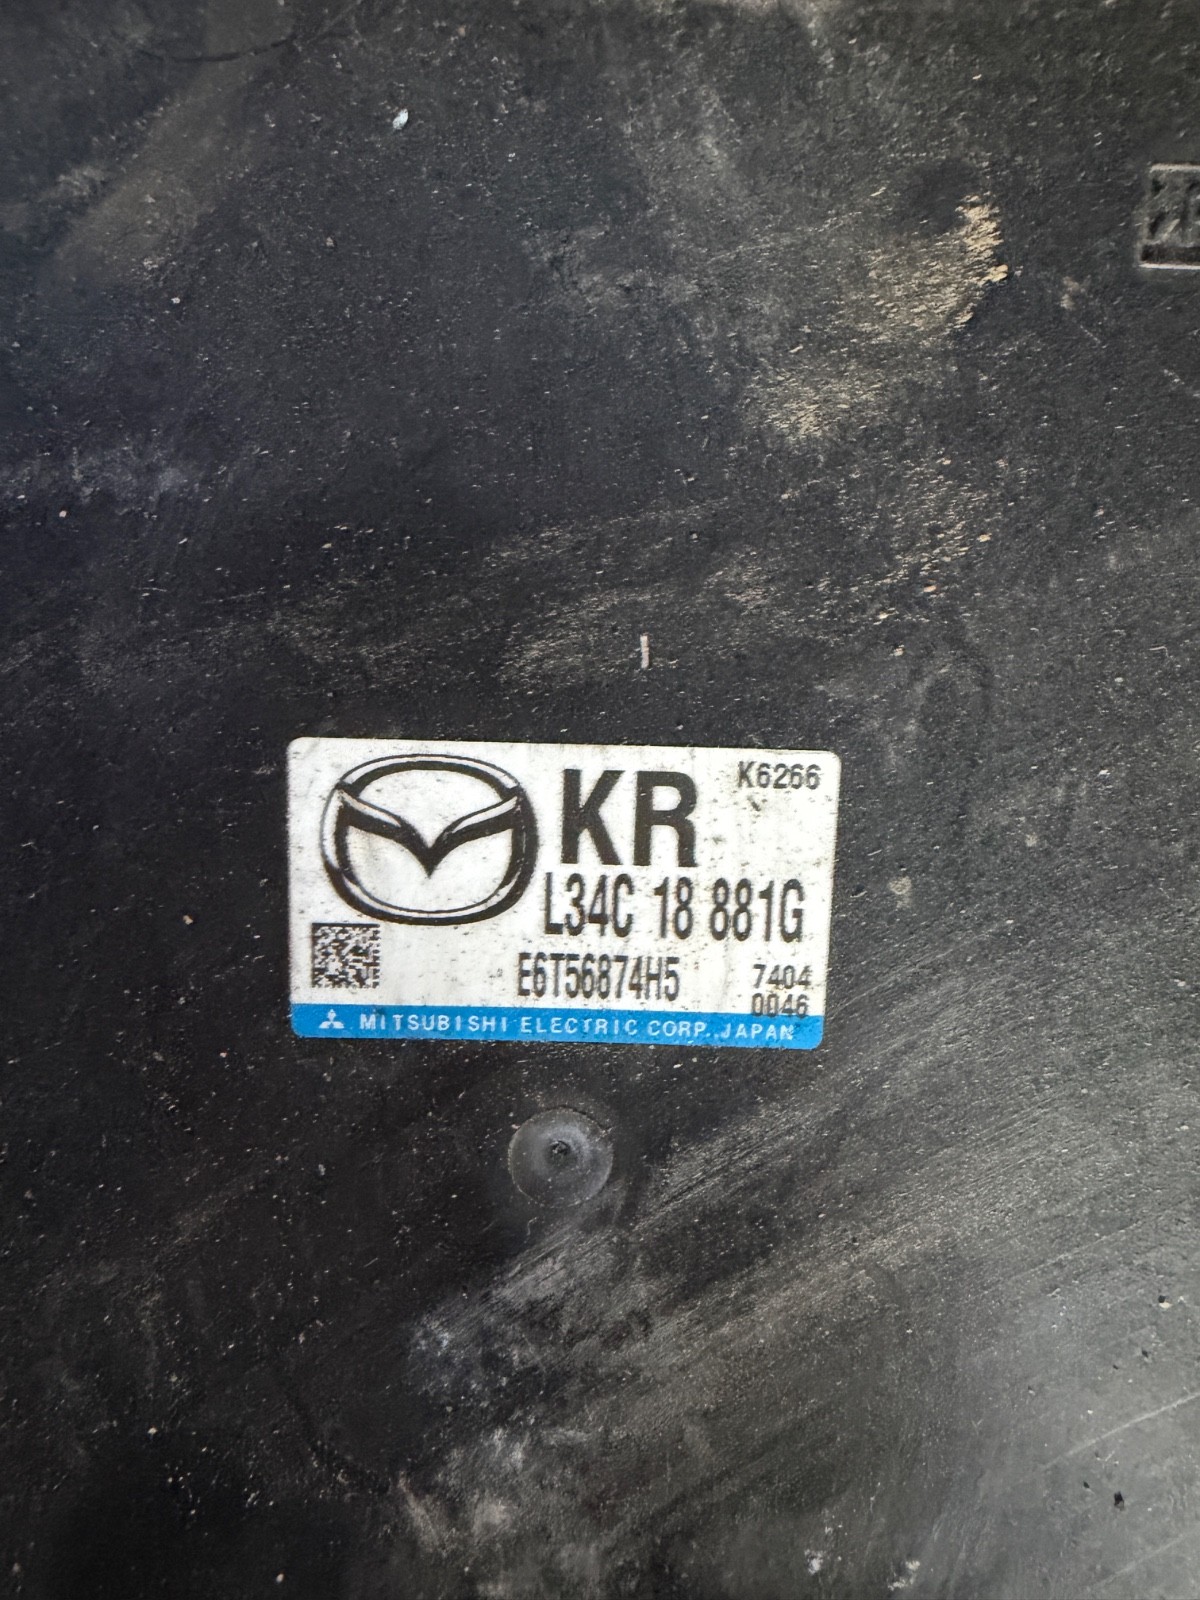 KR
K6266
L34C 18 881G
E6T56874H5
7404
0046
MITSUBISHI ELECTRIC CORP., JAPAN